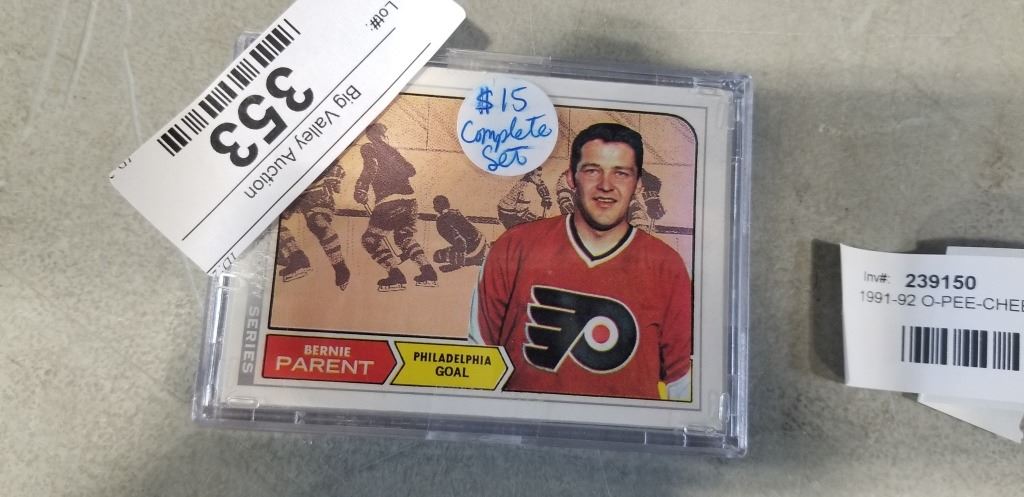 Lot#:
353
Big Valley Auction
$15
Complete
Set
SERIES
BERNIE
PARENT
PHILADELPHIA
GOAL
Inv#: 239150
1991-92 O-PEE-CHEE